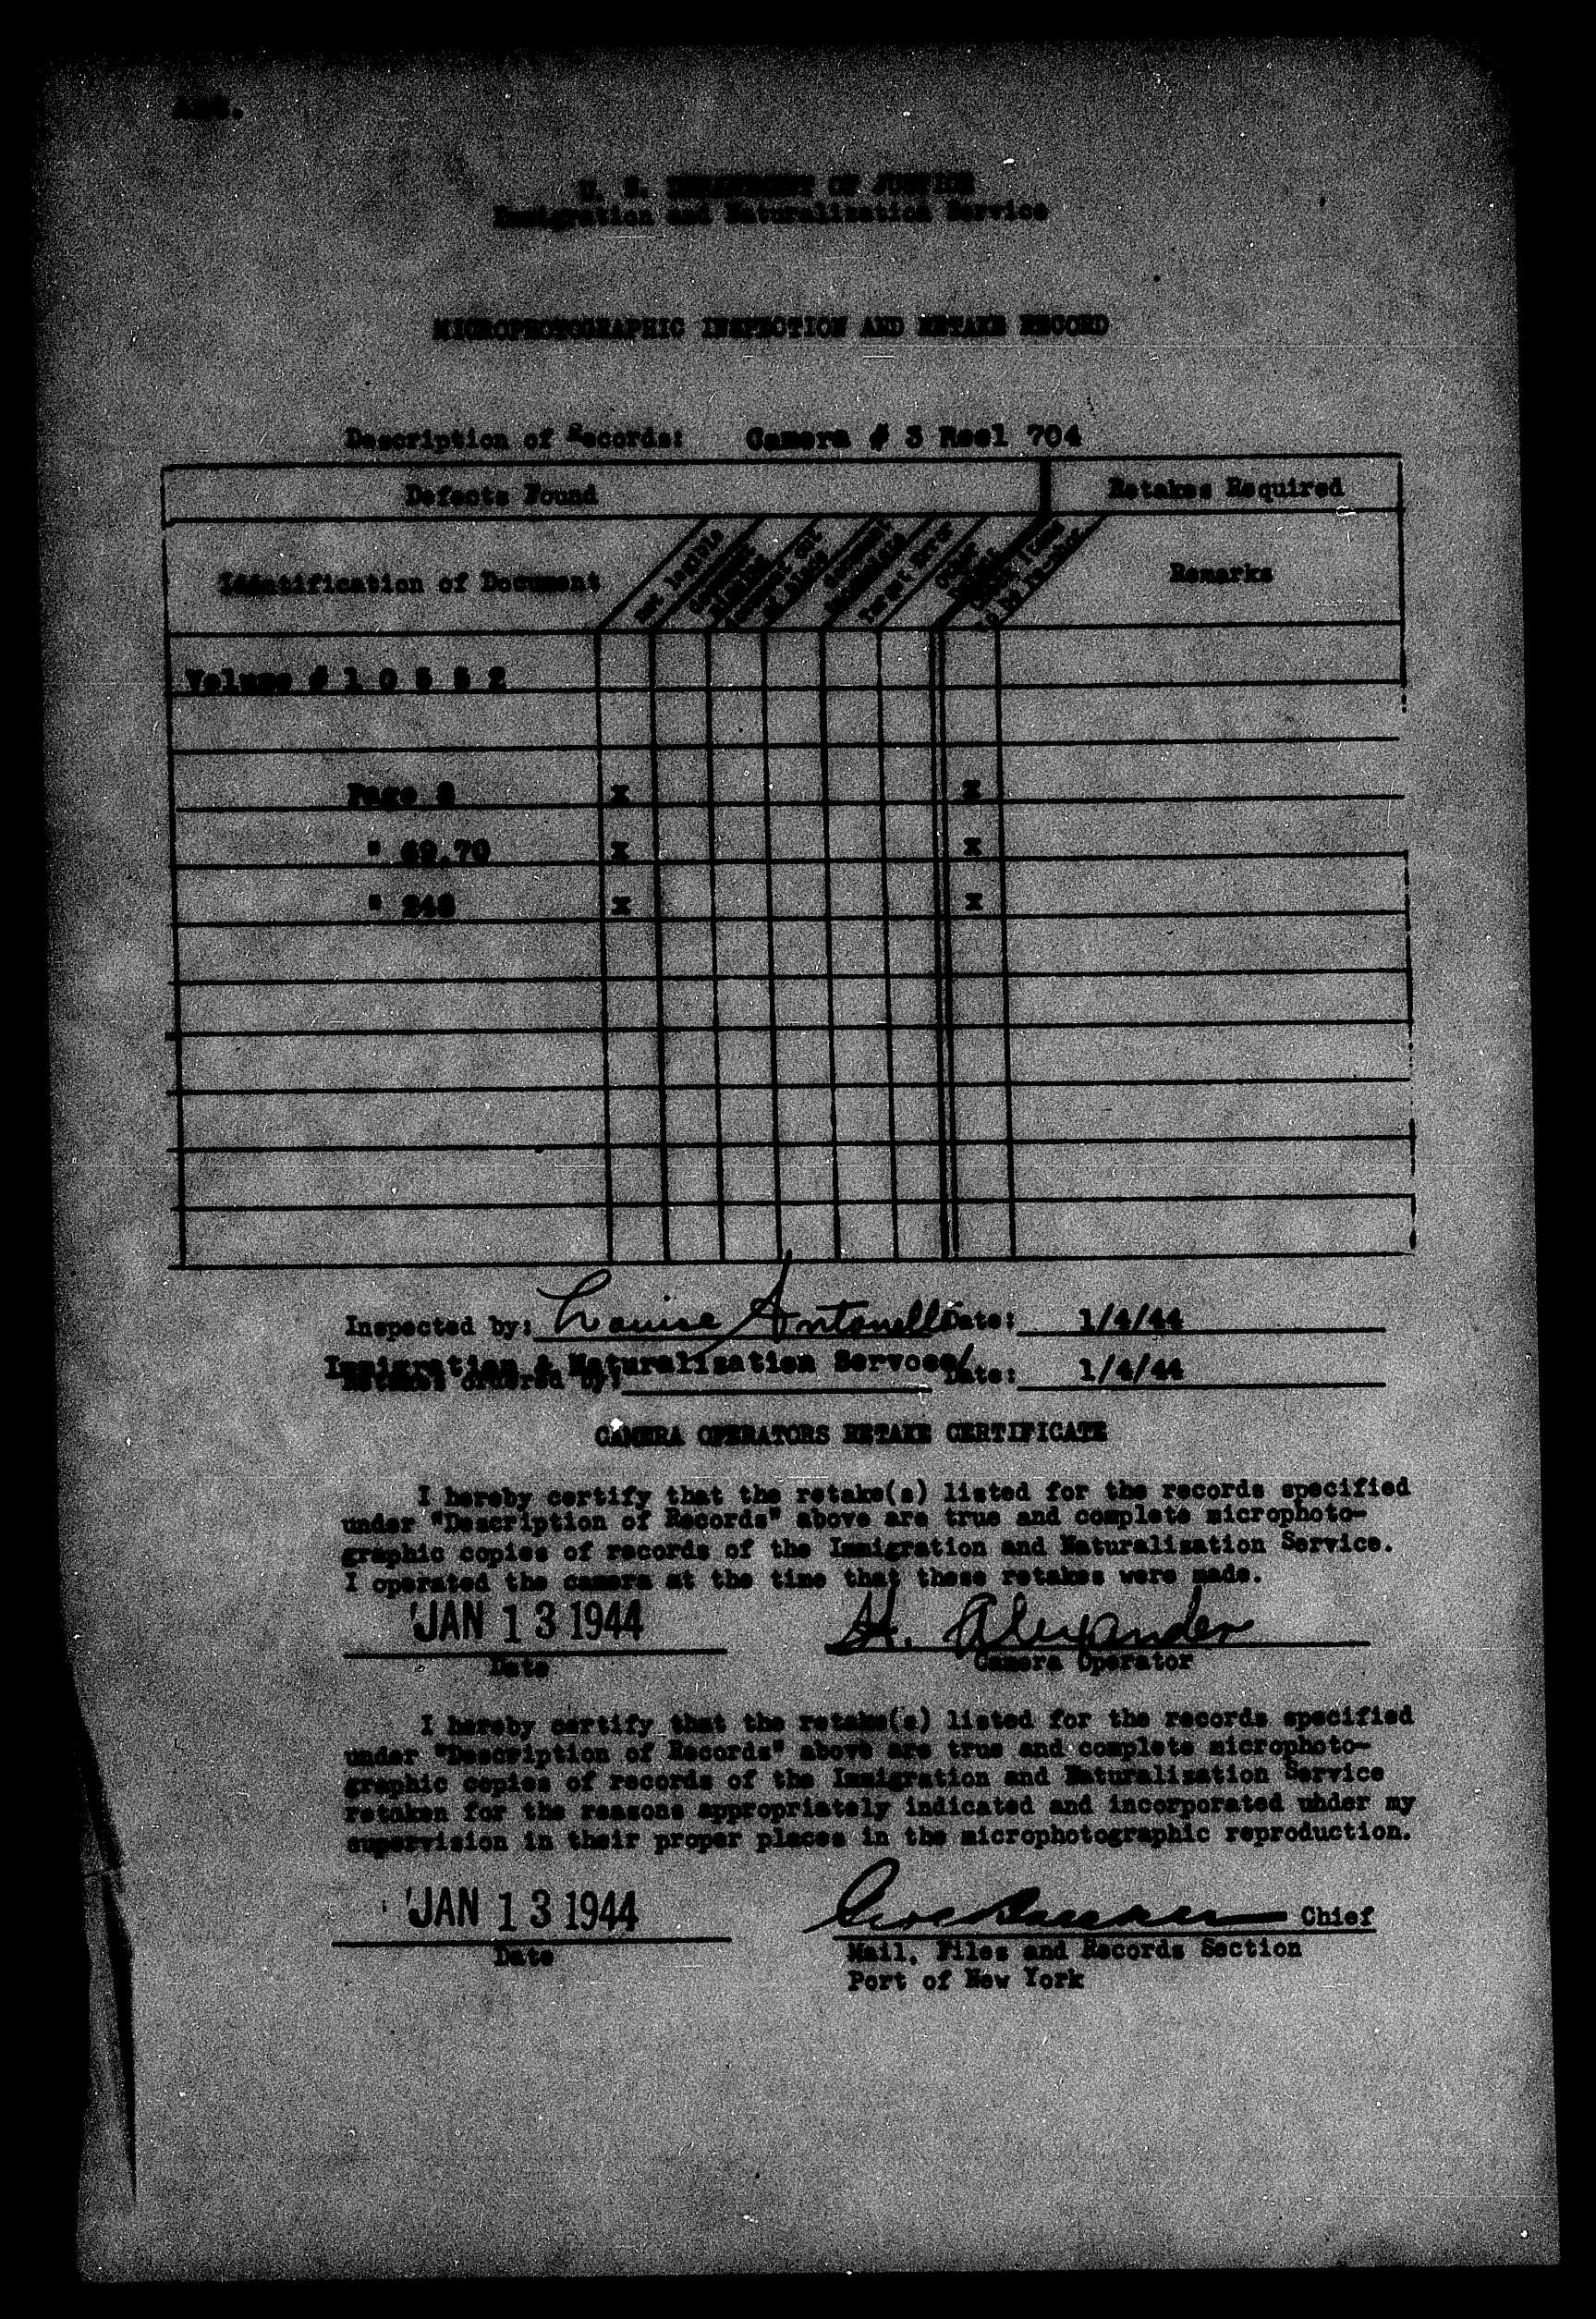 U. S. DEPARTMENT OF JUSTICE
Immigration and Naturalization Service
MICROPHOTOGRAPHIC INSPECTION AND RETAKE RECORD
Description of Records: Camera # 3 Reel 704
Defects Found Retakes Required
Identification of Document Not legible Remarks
Volume #
Page X X
" 69.70 X X
" X X
Inspected by: Louise Antonelli Date: 1/4/44
Immigration & Naturalization Servose/
Retakes ordered by: Date: 1/4/44
CAMERA OPERATORS RETAKE CERTIFICATE
I hereby certify that the retake(s) listed for the records specified
under "Description of Records" above are true and complete microphoto-
graphic copies of records of the Immigration and Naturalization Service.
I operated the camera at the time that these retakes were made.
JAN 13 1944 Alexander
Date Camera Operator
I hereby certify that the retake(s) listed for the records specified
under "Description of Records" above are true and complete microphoto-
graphic copies of records of the Immigration and Naturalization Service
retaken for the reasons appropriately indicated and incorporated under my
supervision in their proper places in the microphotographic reproduction.
JAN 13 1944 Chief
Date Mail, Files and Records Section
Port of New York